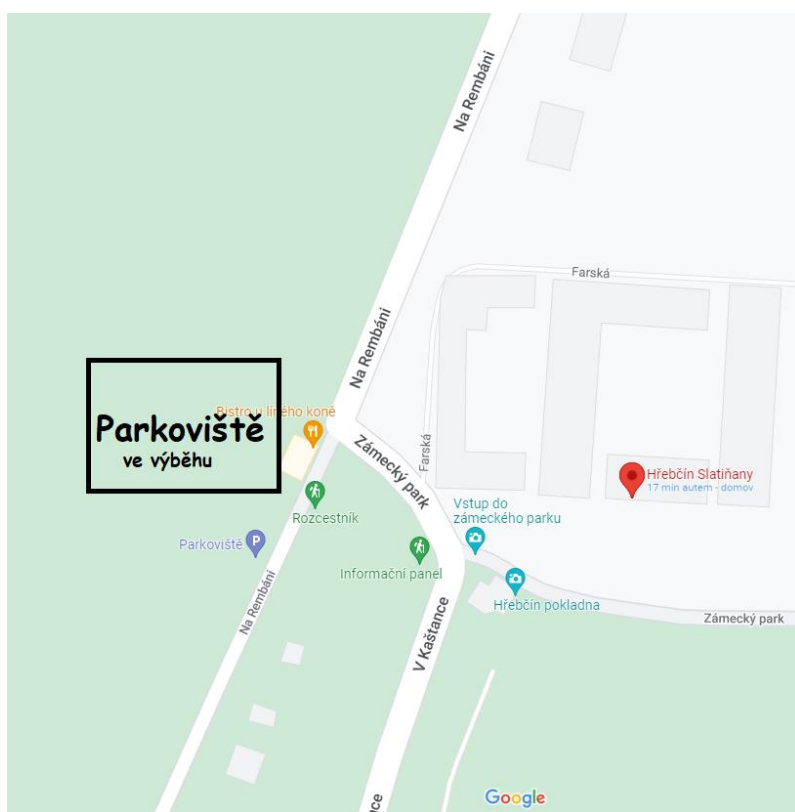 Na Rembáni
Farská
Na Rembáni
Bistro u líného koně
Parkoviště
ve výběhu
Zámecký park
Farská
Hřebčín Slatiňany
17 min autem - domov
Vstup do
zámeckého parku
Rozcestník
Parkoviště
Informační panel
Hřebčín pokladna
Na Rembáni
Zámecký park
V Kaštance
Google
ce